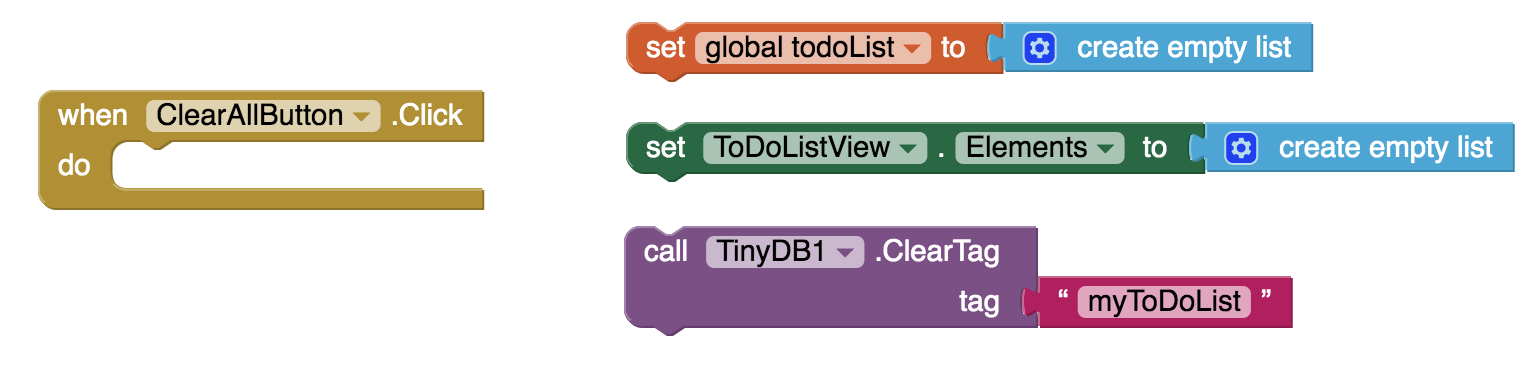 when ClearAllButton .Click
do
set global todoList to create empty list
set ToDoListView . Elements to create empty list
call TinyDB1 .ClearTag
tag “ myToDoList ”